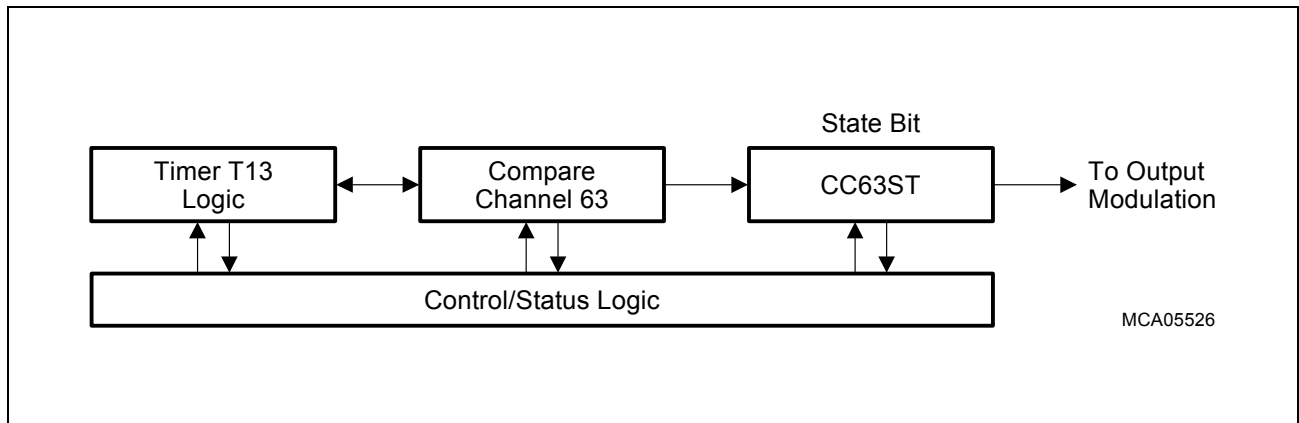 State Bit
Timer T13
Logic
Compare
Channel 63
CC63ST
To Output
Modulation
Control/Status Logic
MCA05526